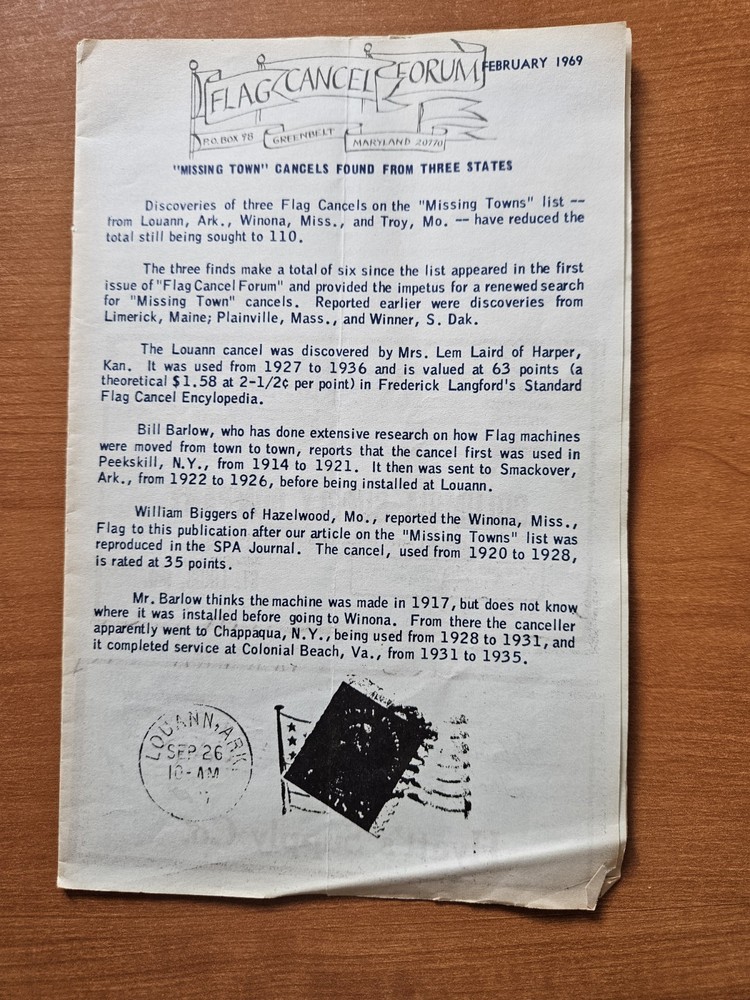 FLAG CANCEL FORUM
FEBRUARY 1969
P.O. BOX 98 GREENBELT MARYLAND 20770
"MISSING TOWN" CANCELS FOUND FROM THREE STATES
Discoveries of three Flag Cancels on the "Missing Towns" list --
from Louann, Ark., Winona, Miss., and Troy, Mo. -- have reduced the
total still being sought to 110.
The three finds make a total of six since the list appeared in the first
issue of "Flag Cancel Forum" and provided the impetus for a renewed search
for "Missing Town" cancels. Reported earlier were discoveries from
Limerick, Maine; Plainville, Mass., and Winner, S. Dak.
The Louann cancel was discovered by Mrs. Lem Laird of Harper,
Kan. It was used from 1927 to 1936 and is valued at 63 points (a
theoretical $1.58 at 2-1/2¢ per point) in Frederick Langford's Standard
Flag Cancel Encylopedia.
Bill Barlow, who has done extensive research on how Flag machines
were moved from town to town, reports that the cancel first was used in
Peekskill, N.Y., from 1914 to 1921. It then was sent to Smackover,
Ark., from 1922 to 1926, before being installed at Louann.
William Biggers of Hazelwood, Mo., reported the Winona, Miss.,
Flag to this publication after our article on the "Missing Towns" list was
reproduced in the SPA Journal. The cancel, used from 1920 to 1928,
is rated at 35 points.
Mr. Barlow thinks the machine was made in 1917, but does not know
where it was installed before going to Winona. From there the canceller
apparently went to Chappaqua, N.Y., being used from 1928 to 1931, and
it completed service at Colonial Beach, Va., from 1931 to 1935.
LOUANN, ARK.
SEP 26
10-AM